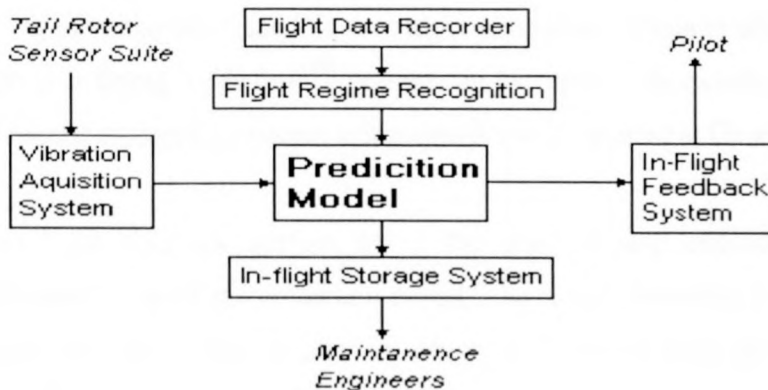 Tail Rotor
Sensor Suite
Flight Data Recorder
Pilot
Flight Regime Recognition
Vibration
Aquisition
System
Predicition
Model
In-Flight
Feedback
System
In-flight Storage System
Maintanence
Engineers